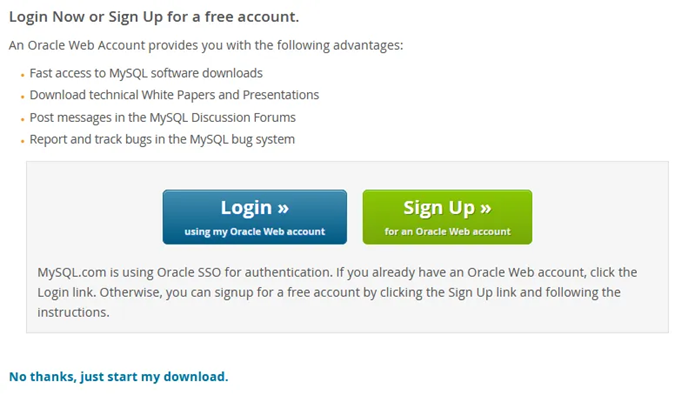 Login Now or Sign Up for a free account.
An Oracle Web Account provides you with the following advantages:
• Fast access to MySQL software downloads
• Download technical White Papers and Presentations
• Post messages in the MySQL Discussion Forums
• Report and track bugs in the MySQL bug system
Login »
using my Oracle Web account
Sign Up »
for an Oracle Web account
MySQL.com is using Oracle SSO for authentication. If you already have an Oracle Web account, click the
Login link. Otherwise, you can signup for a free account by clicking the Sign Up link and following the
instructions.
No thanks, just start my download.